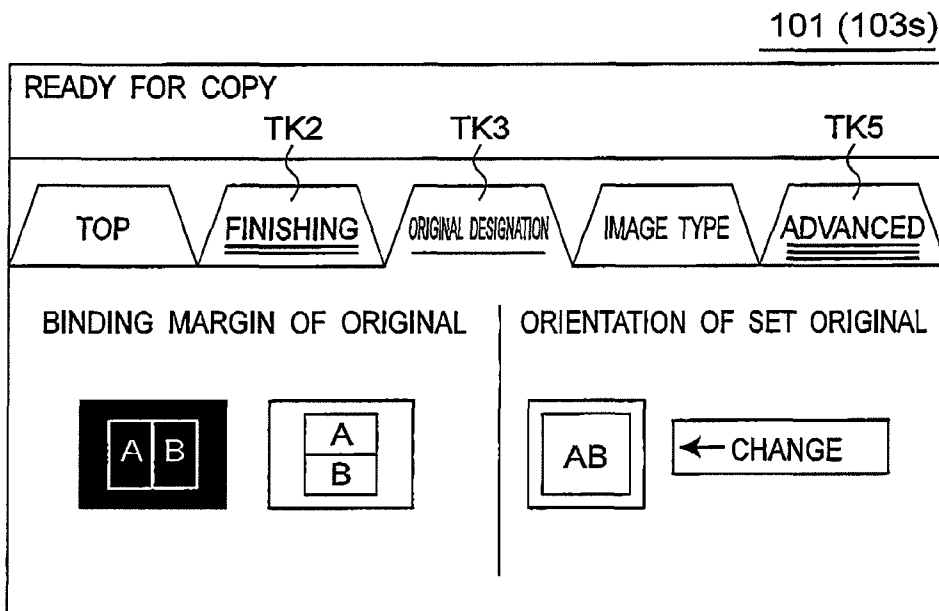 101 (103s)
READY FOR COPY
TK2 TK3 TK5
TOP FINISHING ORIGINAL DESIGNATION IMAGE TYPE ADVANCED
BINDING MARGIN OF ORIGINAL ORIENTATION OF SET ORIGINAL
A B A B AB ← CHANGE